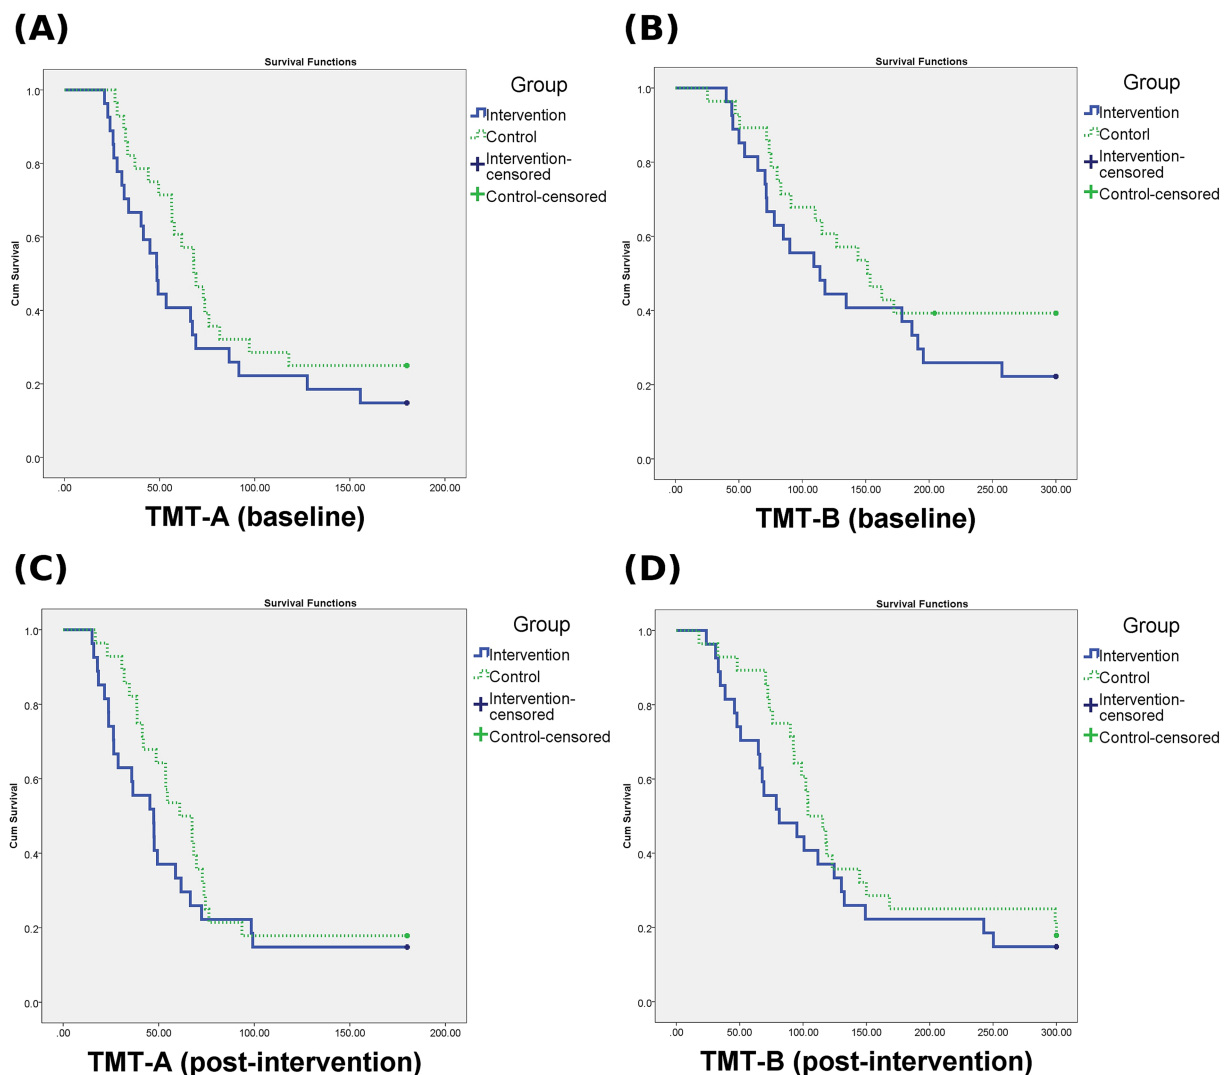 (A)
Survival Functions
Cum Survival
1.0
0.8
0.6
0.4
0.2
0.0
.00 50.00 100.00 150.00 200.00
TMT-A (baseline)
Group
Intervention
Control
Intervention-
censored
Control-censored
(B)
Survival Functions
Cum Survival
1.0
0.8
0.6
0.4
0.2
0.0
.00 50.00 100.00 150.00 200.00 250.00 300.00
TMT-B (baseline)
Group
Intervention
Contorl
Intervention-
censored
Control-censored
(C)
Survival Functions
Cum Survival
1.0
0.8
0.6
0.4
0.2
0.0
.00 50.00 100.00 150.00 200.00
TMT-A (post-intervention)
Group
Intervention
Control
Intervention-
censored
Control-censored
(D)
Survival Functions
Cum Survival
1.0
0.8
0.6
0.4
0.2
0.0
.00 50.00 100.00 150.00 200.00 250.00 300.00
TMT-B (post-intervention)
Group
Intervention
Control
Intervention-
censored
Control-censored